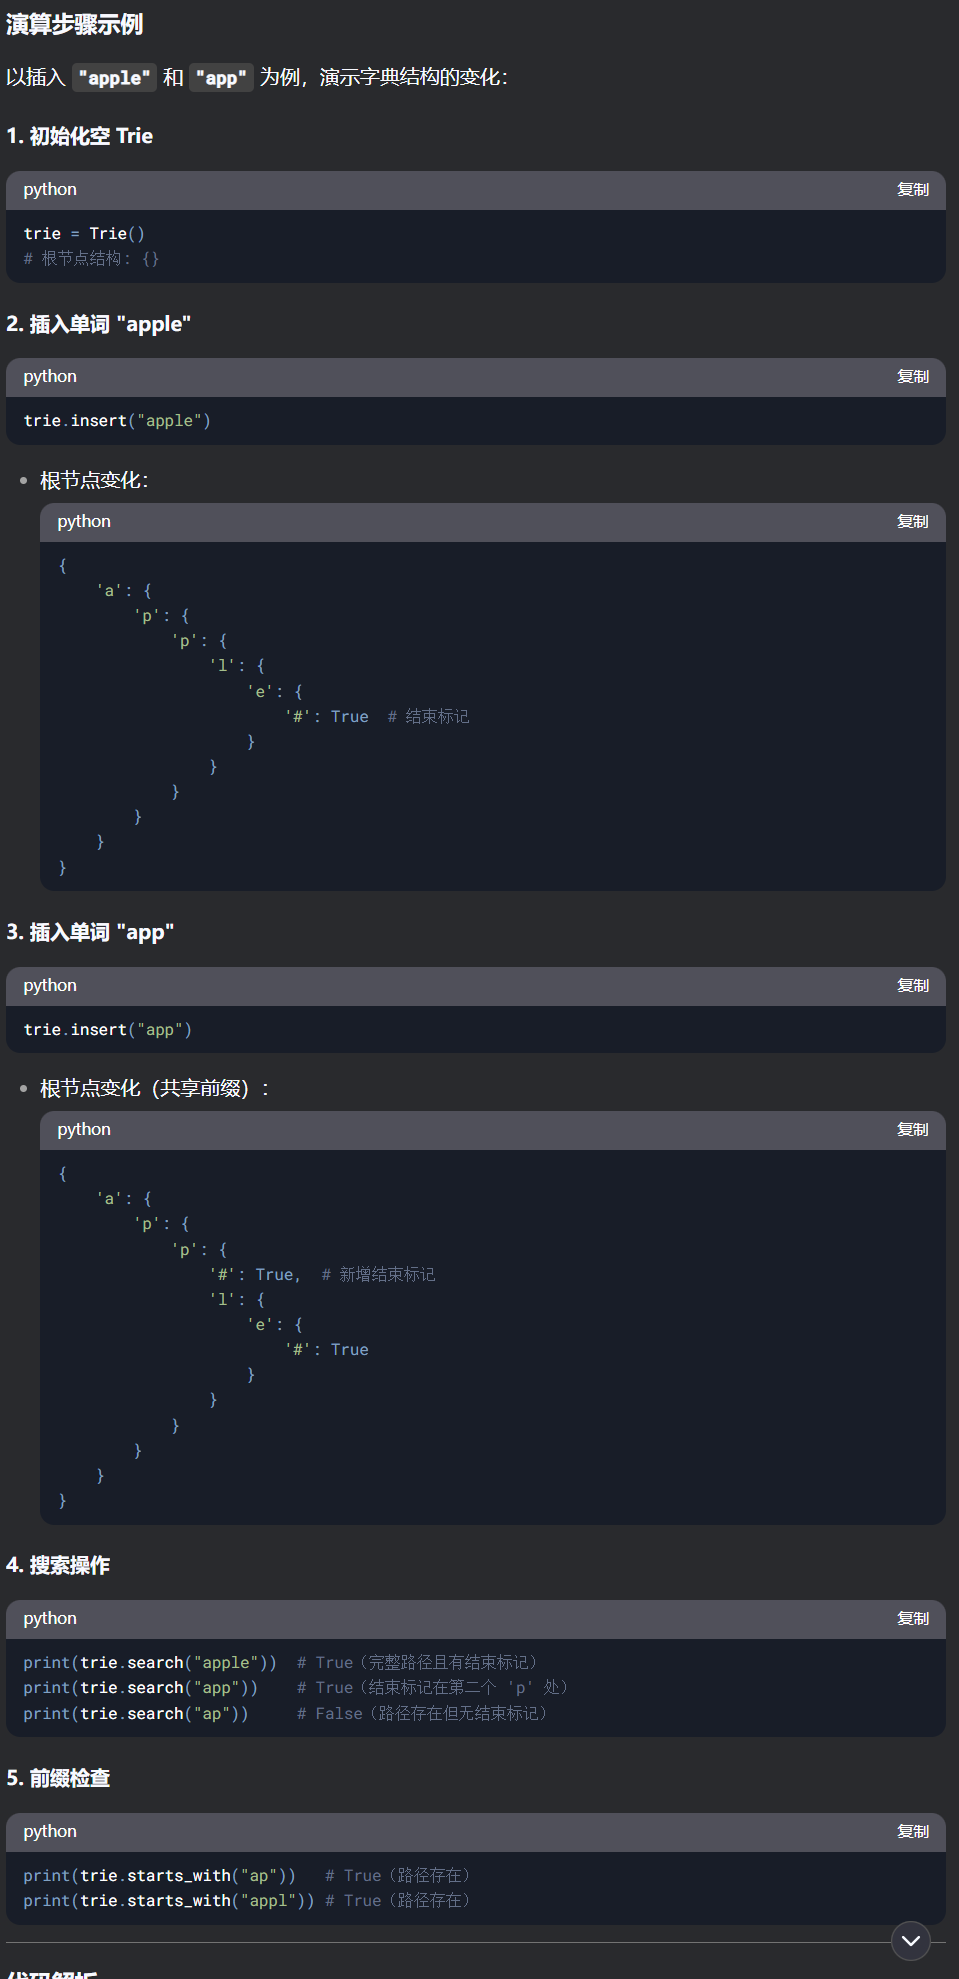 演算步骤示例
以插入 "apple" 和 "app" 为例，演示字典结构的变化：
1. 初始化空 Trie
python 复制
trie = Trie()
# 根节点结构: {}
2. 插入单词 "apple"
python 复制
trie.insert("apple")
• 根节点变化：
python 复制
{
    'a': {
        'p': {
            'p': {
                'l': {
                    'e': {
                        '#': True  # 结束标记
                    }
                }
            }
        }
    }
}
3. 插入单词 "app"
python 复制
trie.insert("app")
• 根节点变化（共享前缀）：
python 复制
{
    'a': {
        'p': {
            'p': {
                '#': True,  # 新增结束标记
                'l': {
                    'e': {
                        '#': True
                    }
                }
            }
        }
    }
}
4. 搜索操作
python 复制
print(trie.search("apple"))  # True（完整路径且有结束标记）
print(trie.search("app"))    # True（结束标记在第二个 'p' 处）
print(trie.search("ap"))     # False（路径存在但无结束标记）
5. 前缀检查
python 复制
print(trie.starts_with("ap"))   # True（路径存在）
print(trie.starts_with("appl")) # True（路径存在）
代码解析